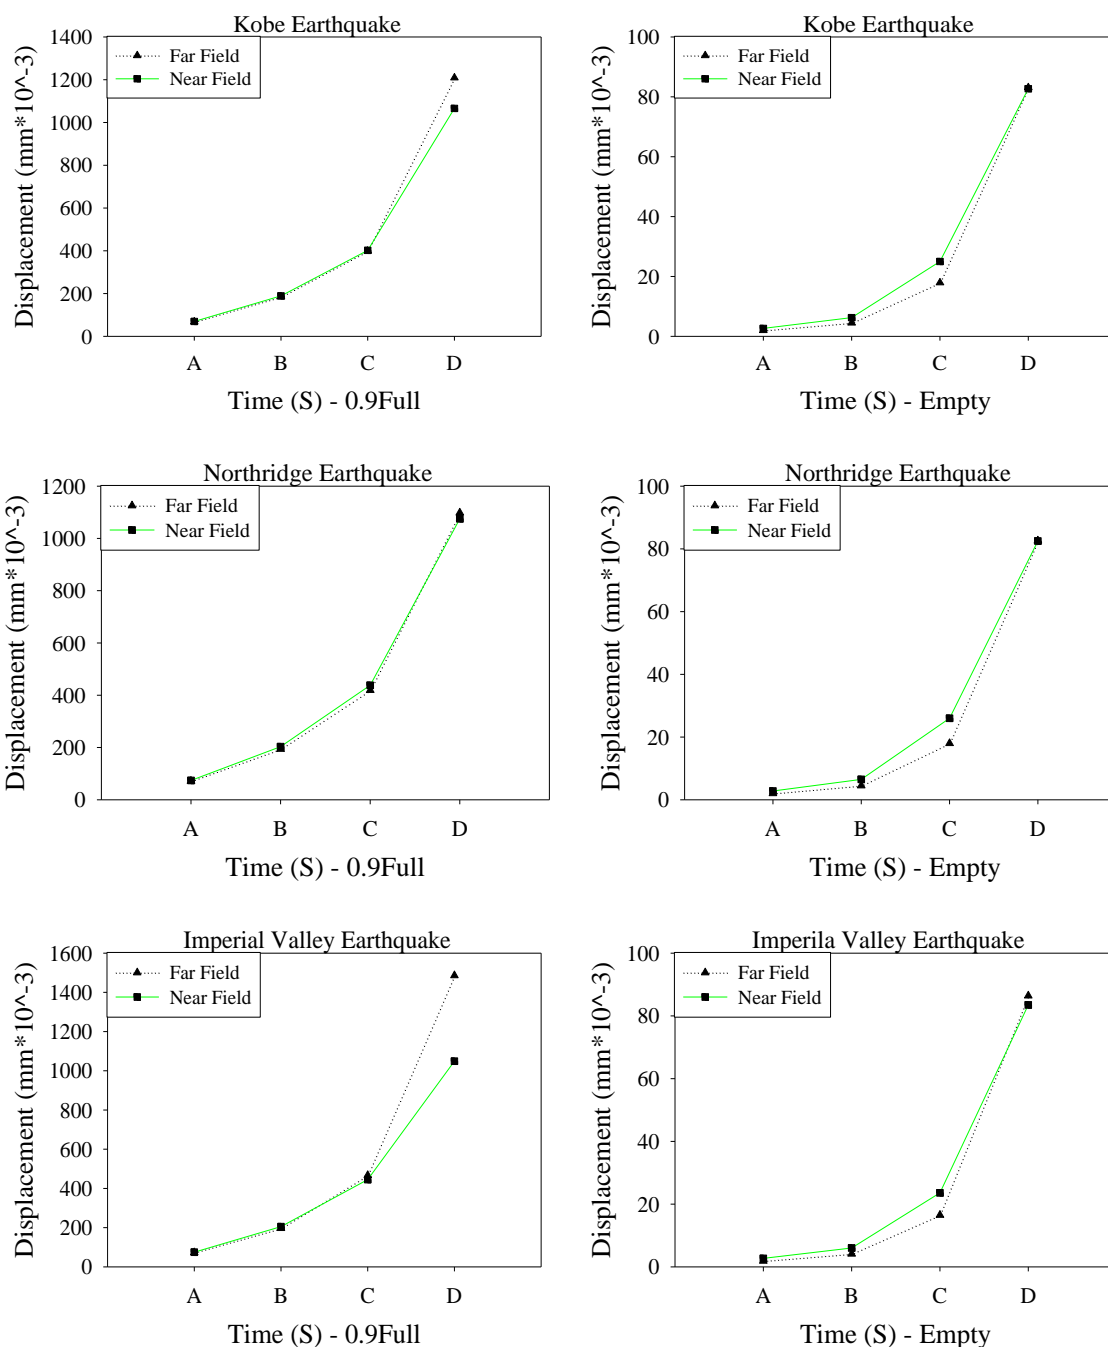 Kobe Earthquake
Far Field
Near Field
Displacement (mm*10^-3)
1400
1200
1000
800
600
400
200
0
A B C D
Time (S) - 0.9Full
Kobe Earthquake
Far Field
Near Field
Displacement (mm*10^-3)
100
80
60
40
20
0
A B C D
Time (S) - Empty
Northridge Earthquake
Far Field
Near Field
Displacement (mm*10^-3)
1200
1000
800
600
400
200
0
A B C D
Time (S) - 0.9Full
Northridge Earthquake
Far Field
Near Field
Displacement (mm*10^-3)
100
80
60
40
20
0
A B C D
Time (S) - Empty
Imperial Valley Earthquake
Far Field
Near Field
Displacement (mm*10^-3)
1600
1400
1200
1000
800
600
400
200
0
A B C D
Time (S) - 0.9Full
Imperila Valley Earthquake
Far Field
Near Field
Displacement (mm*10^-3)
100
80
60
40
20
0
A B C D
Time (S) - Empty